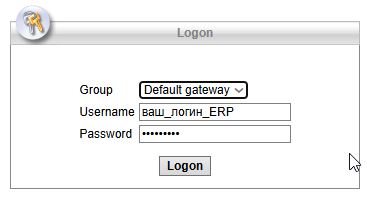 Logon
Group Default gateway
Username ваш_логин_ERP
Password •••••••••
Logon